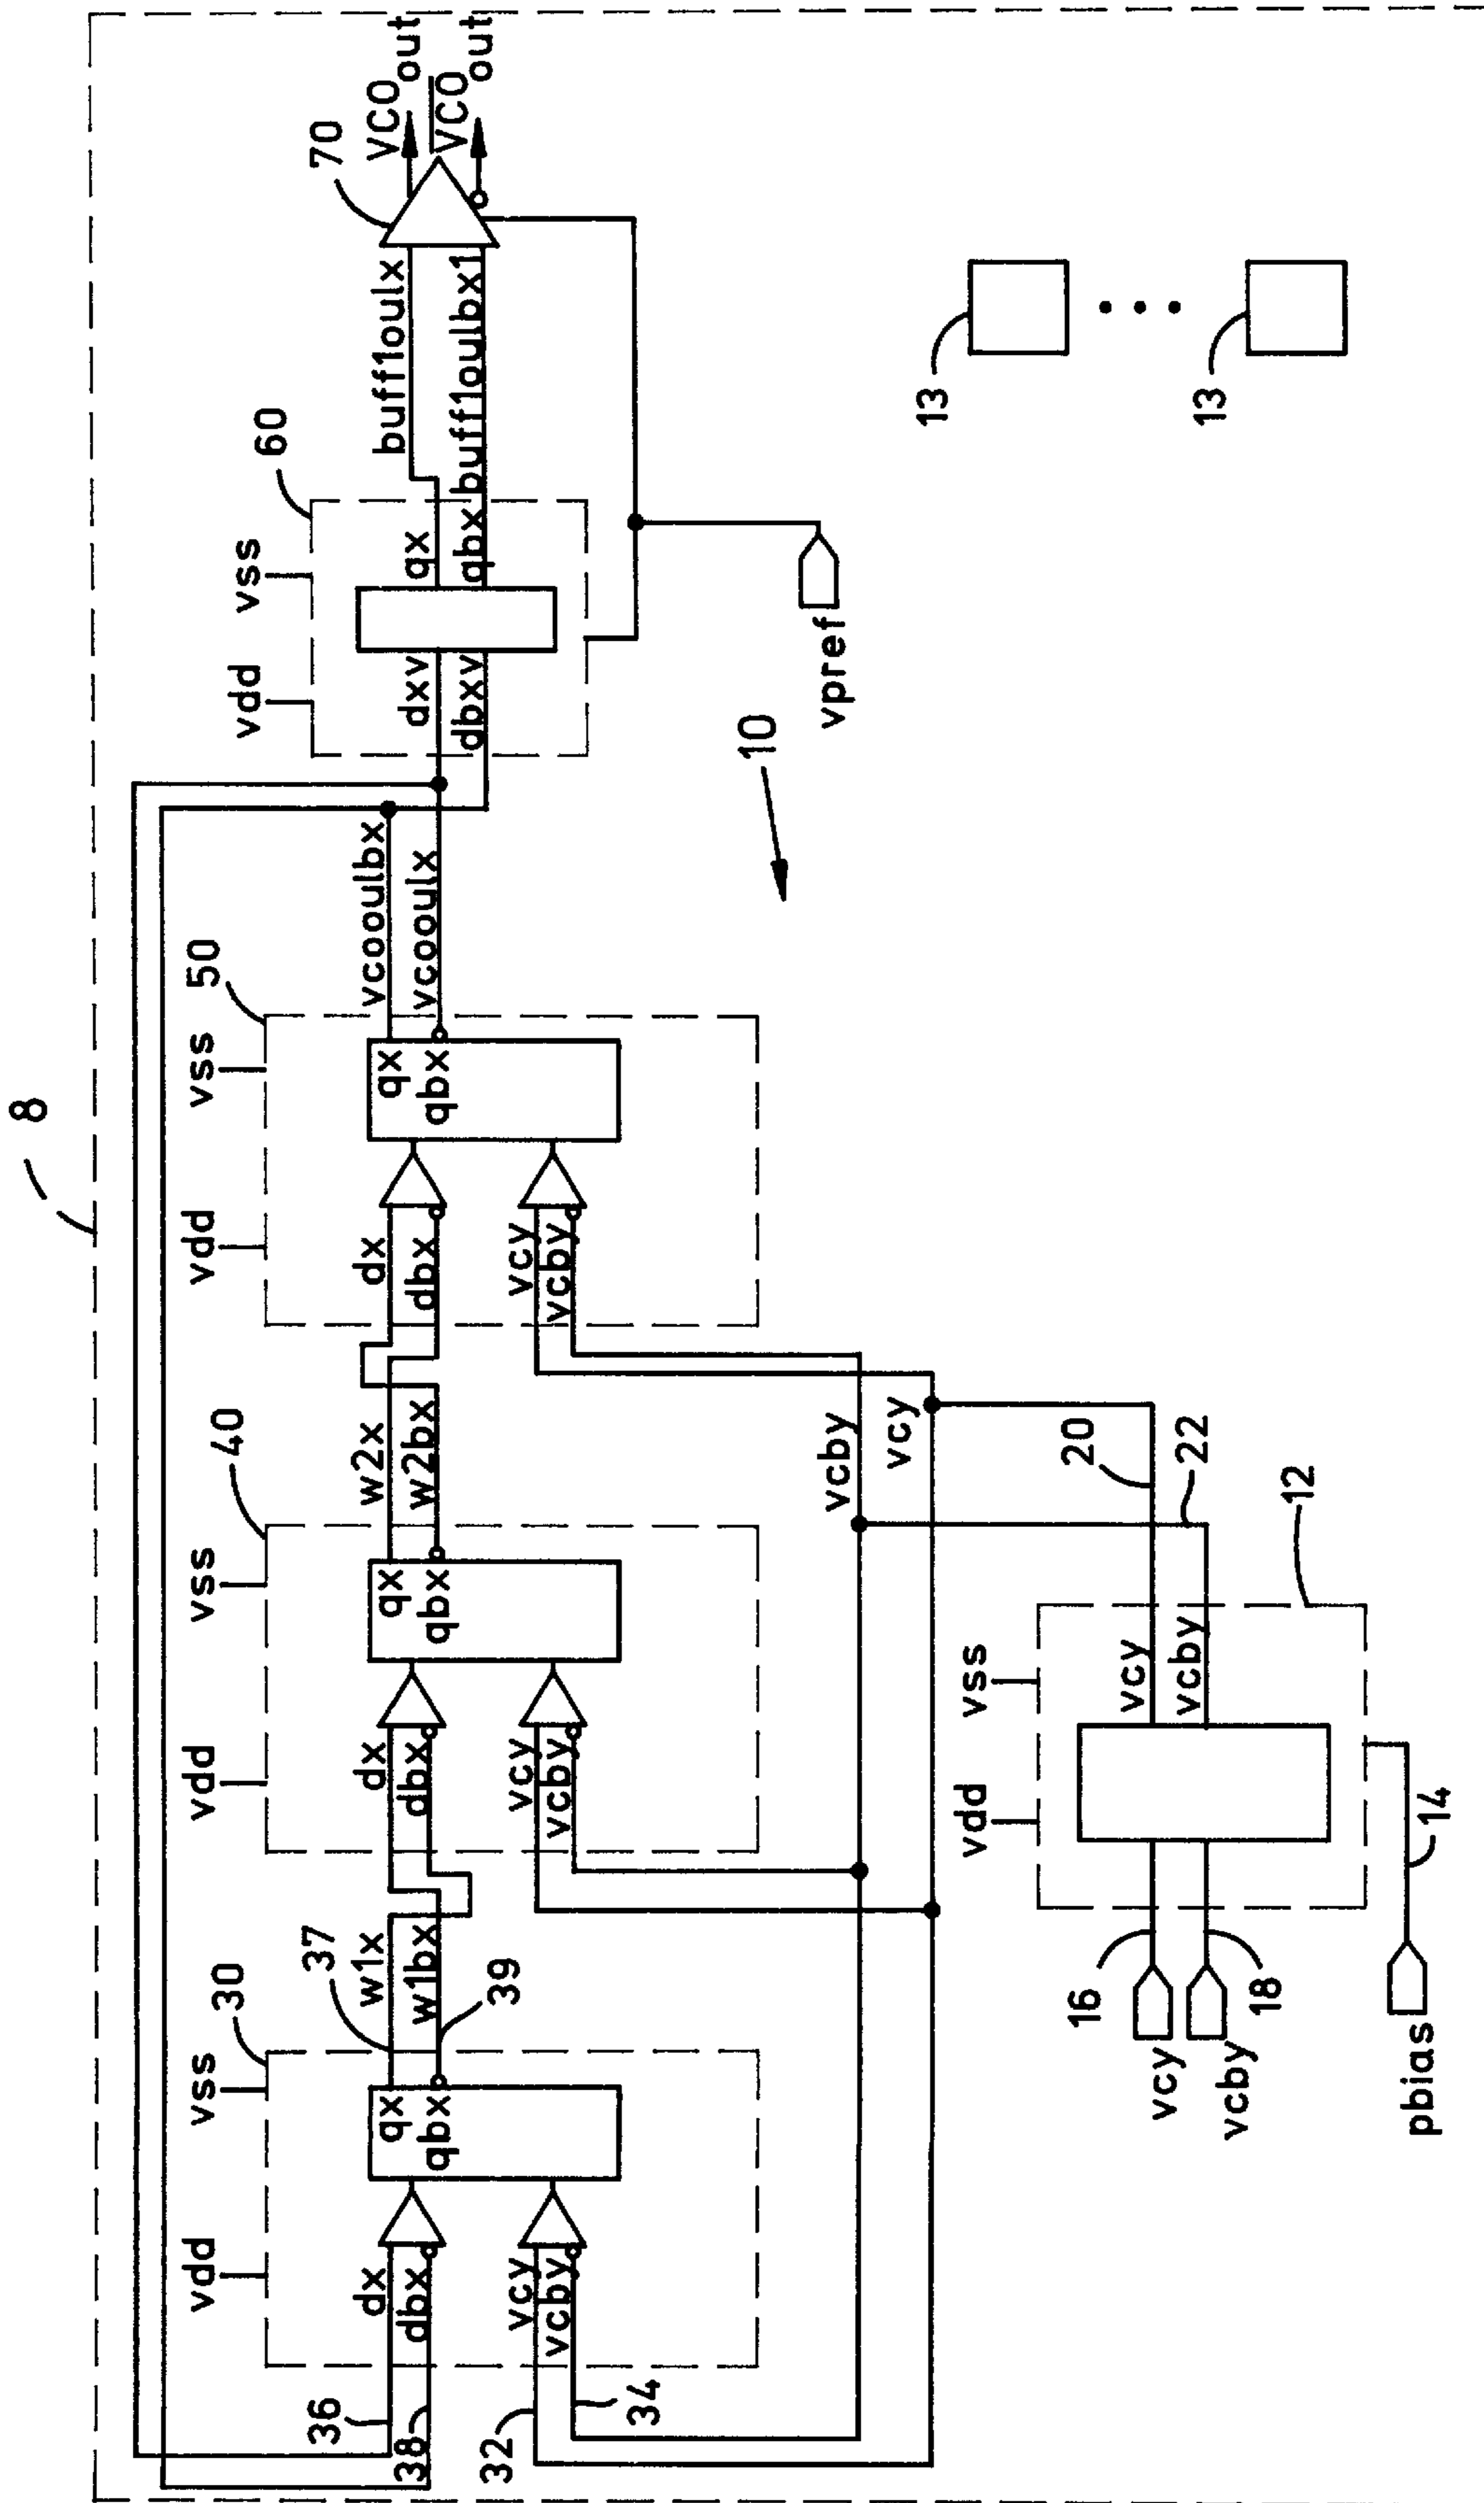 8
vdd
vss
30
37
w1x
w1bx
39
36
38
dx
dbx
qx
qbx
32
34
vcy
vcby
vdd
vss
40
dx
dbx
qx
qbx
vcy
vcby
w2x
w2bx
vdd
vss
50
dx
dbx
qx
qbx
vcy
vcby
vcooulbx
vcoulx
vdd
vss
60
dxv
dbxv
qx
qbx
buff1oulx
buff1oulbx1
70
VCO out
VCO out
vpref
10
13
13
vcby
vcy
20
22
12
vdd
vss
vcy
vcby
16
18
vcy
vcby
14
pbias